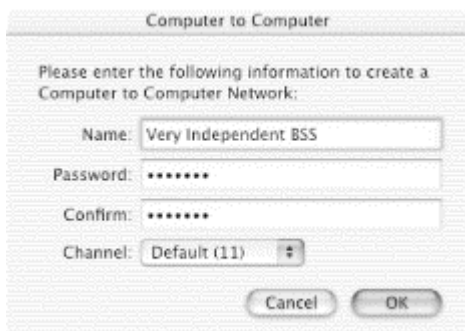 Computer to Computer
Please enter the following information to create a
Computer to Computer Network:
Name: Very Independent BSS
Password: •••••••
Confirm: •••••••
Channel: Default (11)
Cancel OK